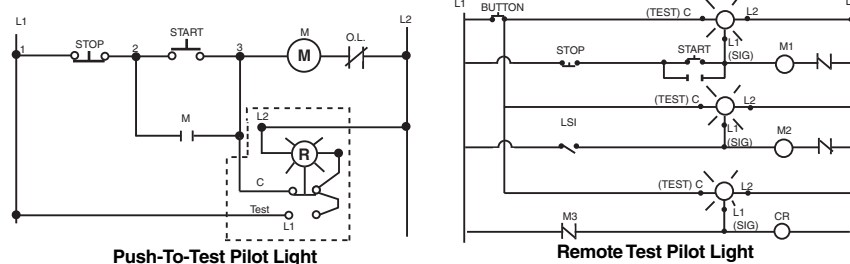 L1
L2
STOP
START
M
O.L.
1
2
3
M
M
L2
R
C
Test
L1
Push-To-Test Pilot Light
L1
BUTTON
(TEST) C
L2
L1
(SIG)
STOP
START
M1
(TEST) C
L2
L1
(SIG)
LSI
M2
(TEST) C
L2
L1
(SIG)
M3
CR
Remote Test Pilot Light